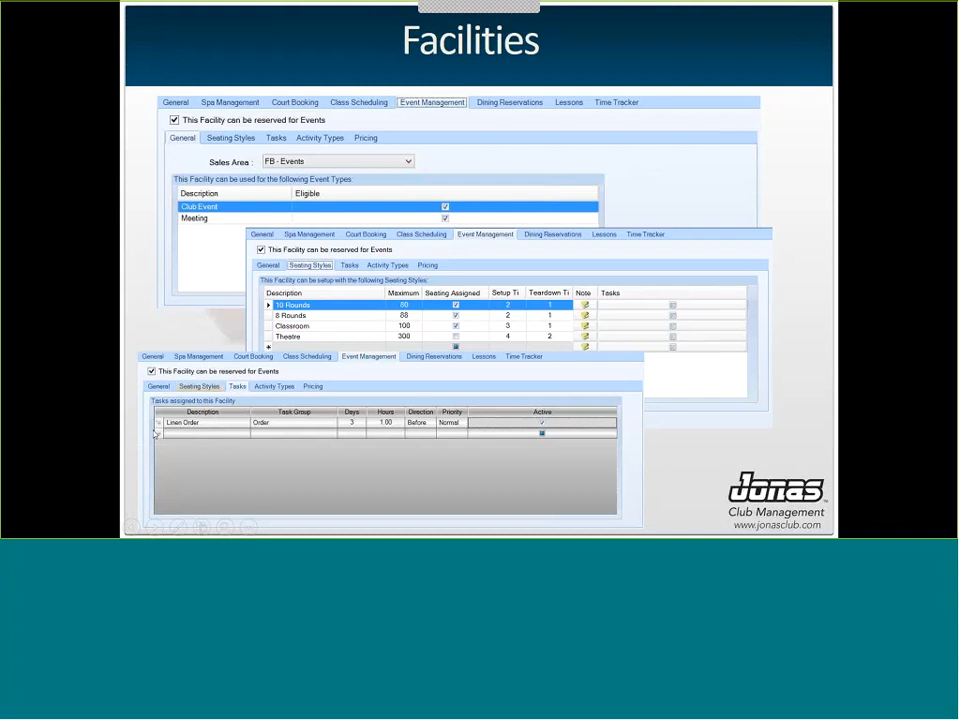 Facilities
General Spa Management Court Booking Class Scheduling Event Management Dining Reservations Lessons Time Tracker
This Facility can be reserved for Events
General Seating Styles Tasks Activity Types Pricing
Sales Area : FB - Events
This Facility can be used for the following Event Types:
Description Eligible
Club Event
Meeting
General Spa Management Court Booking Class Scheduling Event Management Dining Reservations Lessons Time Tracker
This Facility can be reserved for Events
General Seating Styles Tasks Activity Types Pricing
This Facility can be setup with the following Seating Styles:
Description Maximum Seating Assigned Setup Ti Teardown Ti Note Tasks
10 Rounds 80 2 1
8 Rounds 88 2 1
Classroom 100 3 1
Theatre 300 4 2
General Spa Management Court Booking Class Scheduling Event Management Dining Reservations Lessons Time Tracker
This Facility can be reserved for Events
General Seating Styles Tasks Activity Types Pricing
Tasks assigned to this Facility
Description Task Group Days Hours Direction Priority Active
Linen Order Order 3 1.00 Before Normal
Jonas
Club Management
www.jonasclub.com